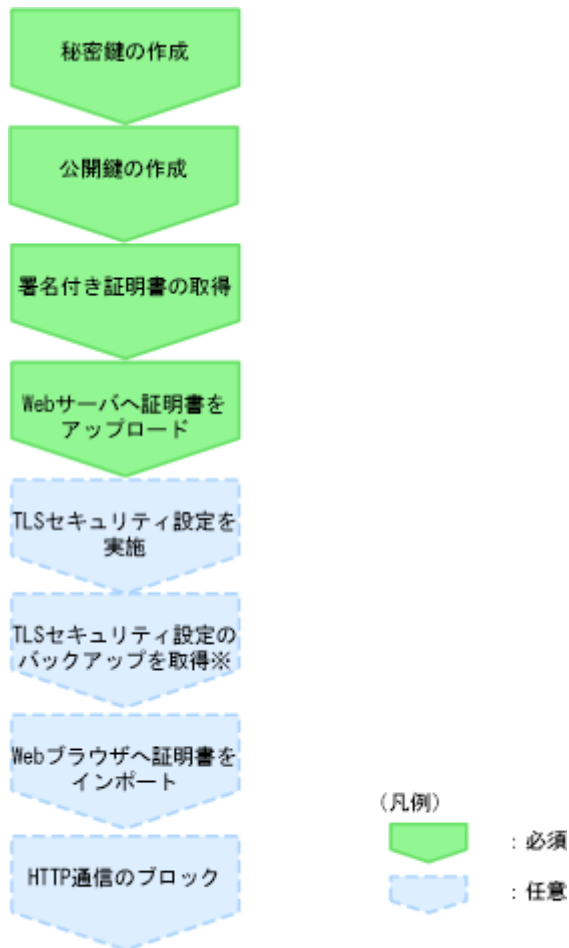 秘密鍵の作成
公開鍵の作成
署名付き証明書の取得
Webサーバへ証明書を
アップロード
TLSセキュリティ設定を
実施
TLSセキュリティ設定の
バックアップを取得※
Webブラウザへ証明書を
インポート
HTTP通信のブロック
(凡例)
：必須
：任意